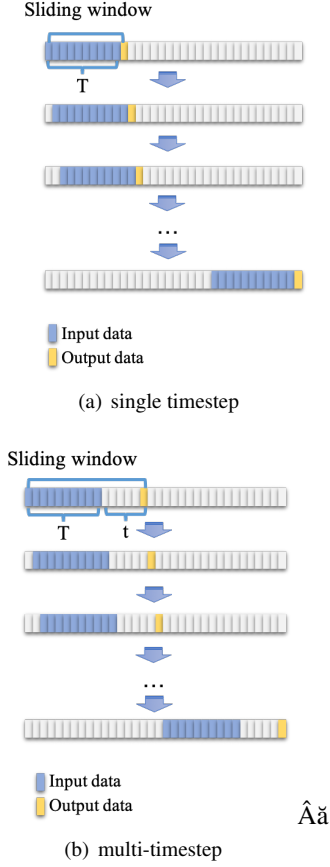 Sliding window
T
...
Input data
Output data
(a) single timestep
Sliding window
T t
...
Input data
Output data
Âă
(b) multi-timestep